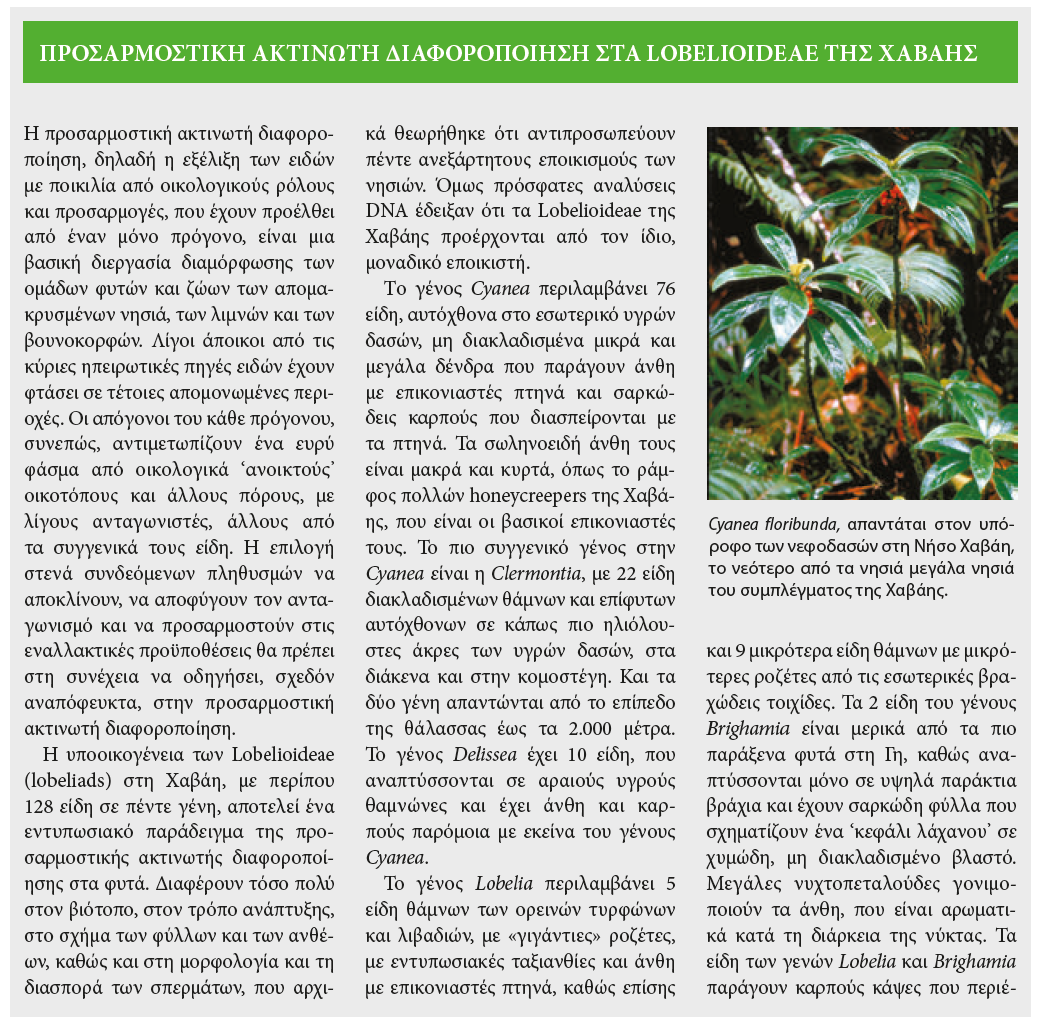 ΠΡΟΣΑΡΜΟΣΤΙΚΗ ΑΚΤΙΝΩΤΗ ΔΙΑΦΟΡΟΠΟΙΗΣΗ ΣΤΑ LOBELIOIDEAE ΤΗΣ ΧΑΒΑΗΣ
Η προσαρμοστική ακτινωτή διαφορο-
ποίηση, δηλαδή η εξέλιξη των ειδών
με ποικιλία από οικολογικούς ρόλους
και προσαρμογές, που έχουν προέλθει
από έναν μόνο πρόγονο, είναι μια
βασική διεργασία διαμόρφωσης των
ομάδων φυτών και ζώων των απομα-
κρυσμένων νησιά, των λιμνών και των
βουνοκορφών. Λίγοι άποικοι από τις
κύριες ηπειρωτικές πηγές ειδών έχουν
φτάσει σε τέτοιες απομονωμένες περι-
οχές. Οι απόγονοι του κάθε πρόγονου,
συνεπώς, αντιμετωπίζουν ένα ευρύ
φάσμα από οικολογικά ‘ανοικτούς’
οικοτόπους και άλλους πόρους, με
λίγους ανταγωνιστές, άλλους από
τα συγγενικά τους είδη. Η επιλογή
στενά συνδεόμενων πληθυσμών να
αποκλίνουν, να αποφύγουν τον αντα-
γωνισμό και να προσαρμοστούν στις
εναλλακτικές προϋποθέσεις θα πρέπει
στη συνέχεια να οδηγήσει, σχεδόν
αναπόφευκτα, στην προσαρμοστική
ακτινωτή διαφοροποίηση.
Η υποοικογένεια των Lobelioideae
(lobeliads) στη Χαβάη, με περίπου
128 είδη σε πέντε γένη, αποτελεί ένα
εντυπωσιακό παράδειγμα της προ-
σαρμοστικής ακτινωτής διαφοροποί-
ησης στα φυτά. Διαφέρουν τόσο πολύ
στον βιότοπο, στον τρόπο ανάπτυξης,
στο σχήμα των φύλλων και των ανθέ-
ων, καθώς και στη μορφολογία και τη
διασπορά των σπερμάτων, που αρχι-
κά θεωρήθηκε ότι αντιπροσωπεύουν
πέντε ανεξάρτητους εποικισμούς των
νησιών. Όμως πρόσφατες αναλύσεις
DNA έδειξαν ότι τα Lobelioideae της
Χαβάης προέρχονται από τον ίδιο,
μοναδικό εποικιστή.
Το γένος Cyanea περιλαμβάνει 76
είδη, αυτόχθονα στο εσωτερικό υγρών
δασών, μη διακλαδισμένα μικρά και
μεγάλα δένδρα που παράγουν άνθη
με επικονιαστές πτηνά και σαρκώ-
δεις καρπούς που διασπείρονται με
τα πτηνά. Τα σωληνοειδή άνθη τους
είναι μακρά και κυρτά, όπως το ράμ-
φος πολλών honeycreepers της Χαβά-
ης, που είναι οι βασικοί επικονιαστές
τους. Το πιο συγγενικό γένος στην
Cyanea είναι η Clermontia, με 22 είδη
διακλαδισμένων θάμνων και επίφυτων
αυτόχθονων σε κάπως πιο ηλιόλου-
στες άκρες των υγρών δασών, στα
διάκενα και στην κομοστέγη. Και τα
δύο γένη απαντώνται από το επίπεδο
της θάλασσας έως τα 2.000 μέτρα.
Το γένος Delissea έχει 10 είδη, που
αναπτύσσονται σε αραιούς υγρούς
θαμνώνες και έχει άνθη και καρ-
πούς παρόμοια με εκείνα του γένους
Cyanea.
Το γένος Lobelia περιλαμβάνει 5
είδη θάμνων των ορεινών τυρφώνων
και λιβαδιών, με «γιγάντιες» ροζέτες,
με εντυπωσιακές ταξιανθίες και άνθη
με επικονιαστές πτηνά, καθώς επίσης
Cyanea floribunda, απαντάται στον υπό-
ροφο των νεφοδασών στη Νήσο Χαβάη,
το νεότερο από τα νησιά μεγάλα νησιά
του συμπλέγματος της Χαβάης.
και 9 μικρότερα είδη θάμνων με μικρό-
τερες ροζέτες από τις εσωτερικές βρα-
χώδεις τοιχίδες. Τα 2 είδη του γένους
Brighamia είναι μερικά από τα πιο
παράξενα φυτά στη Γη, καθώς ανα-
πτύσσονται μόνο σε υψηλά παράκτια
βράχια και έχουν σαρκώδη φύλλα που
σχηματίζουν ένα ‘κεφάλι λάχανου’ σε
χυμώδη, μη διακλαδισμένο βλαστό.
Μεγάλες νυχτοπεταλούδες γονιμο-
ποιούν τα άνθη, που είναι αρωματι-
κά κατά τη διάρκεια της νύκτας. Τα
είδη των γενών Lobelia και Brighamia
παράγουν καρπούς κάψες που περιέ-